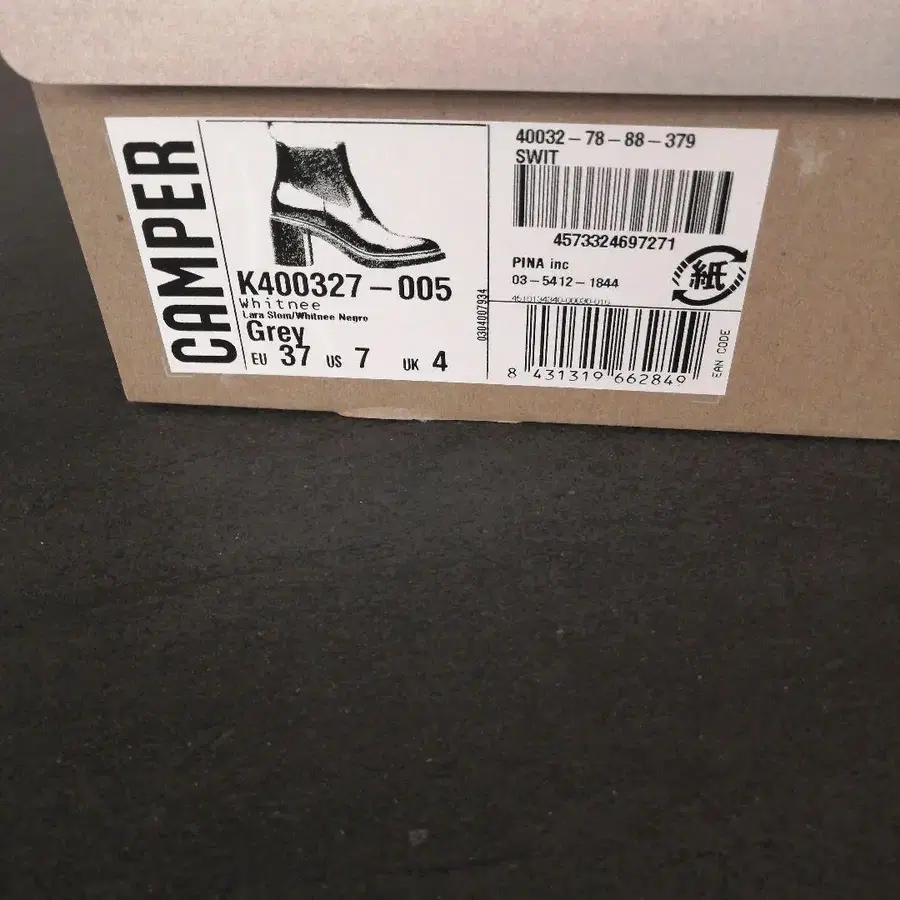 CAMPER
K400327-005
Whitnee
Lara Slom/Whitnee Negro
Grey
EU 37 US 7 UK 4
0304007934
40032-78-88-379
SWIT
4573324697271
PINA inc
03-5412-1844
紙
8 431319 662849
EAN CODE